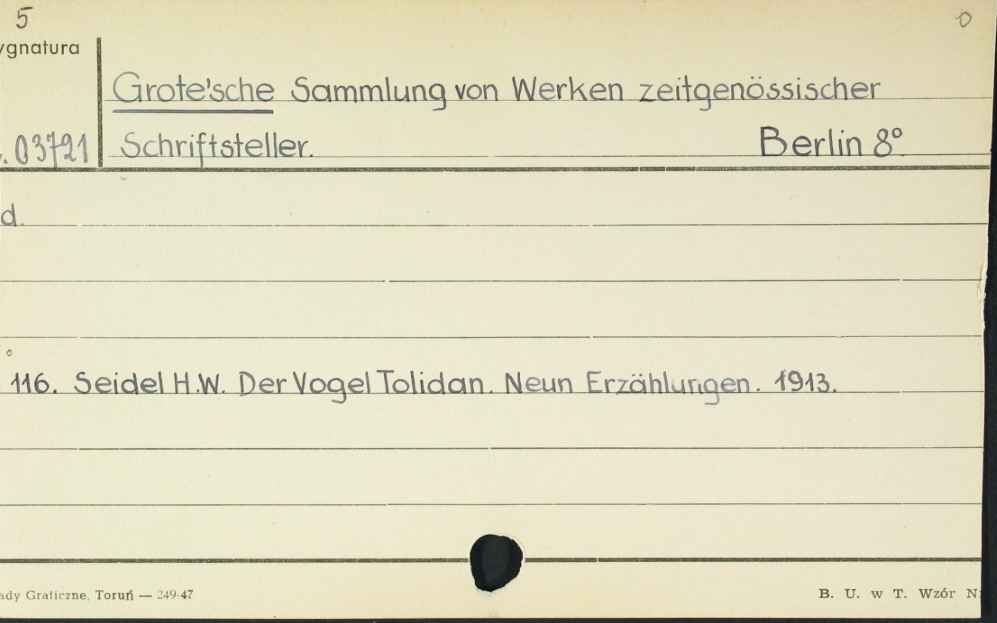 5
ygnatura
Grote'sche Sammlung von Werken zeitgenössischer
.03721 Schriftsteller. Berlin 8°
d.
°
116. Seidel H.W. Der Vogel Tolidan. Neun Erzählungen. 1913.
ady Graficzne, Toruń — 249-47
B. U. w T. Wzór N